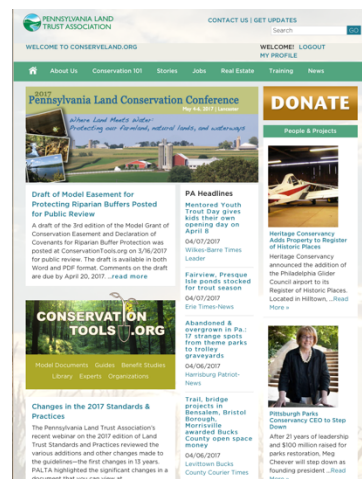 PENNSYLVANIA LAND
TRUST ASSOCIATION
CONTACT US | GET UPDATES
Search
GO
WELCOME TO CONSERVELAND.ORG
WELCOME! LOGOUT
MY PROFILE
About Us
Conservation 101
Stories
Jobs
Real Estate
Training
News
2017
Pennsylvania Land Conservation Conference
May 4-6, 2017 | Lancaster
Where Land Meets Water:
Protecting our farmland, natural lands, and waterways
Draft of Model Easement for
Protecting Riparian Buffers Posted
for Public Review
A draft of the 3rd edition of the Model Grant of
Conservation Easement and Declaration of
Covenants for Riparian Buffer Protection was
posted at ConservationTools.org on 3/16/2017
for public review. The draft is available in both
Word and PDF format. Comments on the draft
are due by April 20, 2017. ...read more
CONSERVATION
TOOLS .ORG
Model Documents Guides Benefit Studies
Library Experts Organizations
Changes in the 2017 Standards &
Practices
The Pennsylvania Land Trust Association's
recent webinar on the 2017 edition of Land
Trust Standards and Practices reviewed the
various additions and other changes made to
the guidelines—the first changes in 13 years.
PALTA highlighted the significant changes in a
document that you can view at
PA Headlines
Mentored Youth
Trout Day gives
kids their own
opening day on
April 8
04/07/2017
Wilkes-Barre Times
Leader
Fairview, Presque
Isle ponds stocked
for trout season
04/07/2017
Erie Times-News
Abandoned &
overgrown in Pa.:
17 strange spots
from theme parks
to trolley
graveyards
04/06/2017
Harrisburg Patriot-
News
Trail, bridge
projects in
Bensalem, Bristol
Borough,
Morrisville
awarded Bucks
County open space
money
04/06/2017
Levittown Bucks
County Courier Times
DONATE
People & Projects
Heritage Conservancy
Adds Property to Register
of Historic Places
Heritage Conservancy
announced the addition of
the Philadelphia Glider
Council airport to its
Register of Historic Places.
Located in Hilltown, ...Read
More »
Pittsburgh Parks
Conservancy CEO to Step
Down
After 21 years of leadership
and $100 million raised for
parks restoration, Meg
Cheever will step down as
founding president ...Read
More »